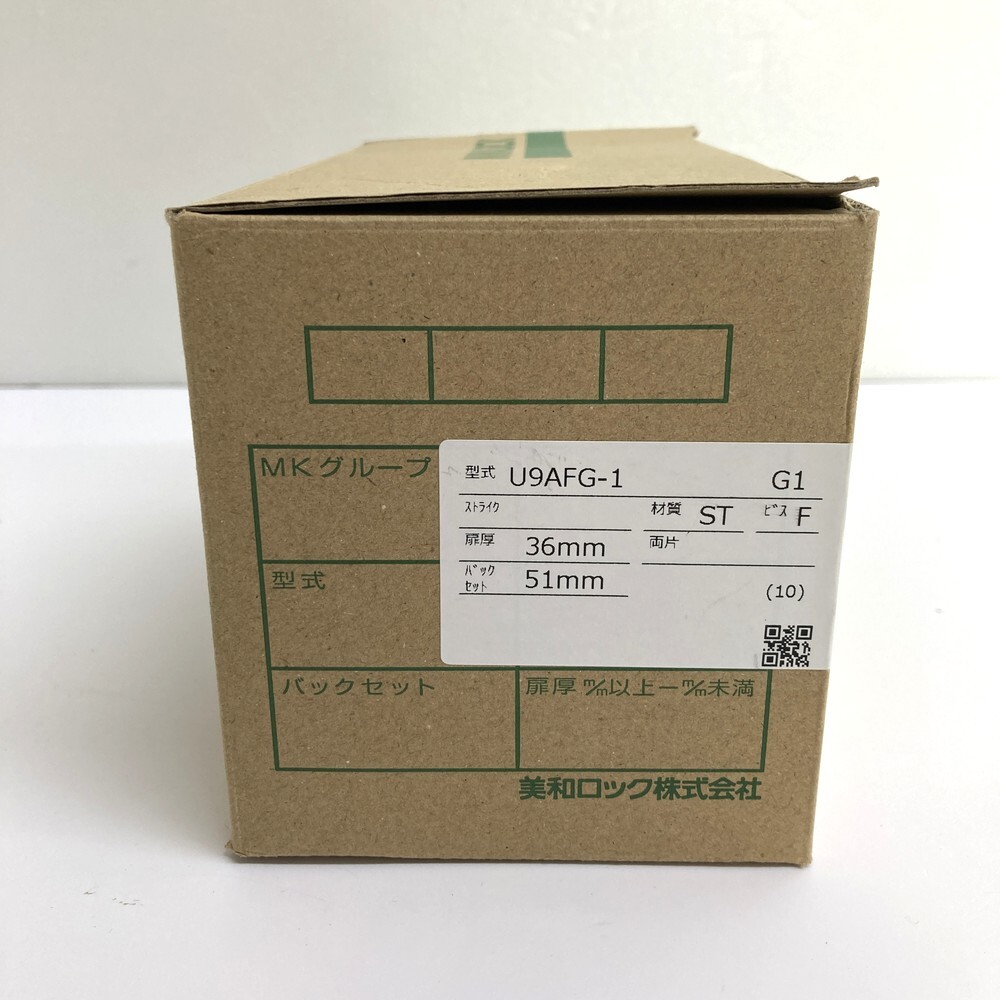 MKグループ
型式 U9AFG-1 G1
ｽﾄﾗｲｸ 材質 ST ﾋﾞｽ F
扉厚 36mm 両片
ﾊﾞｯｸ
ｾｯﾄ 51mm
(10)
型式
バックセット
扉厚 m/m以上ーm/m未満
美和ロック株式会社